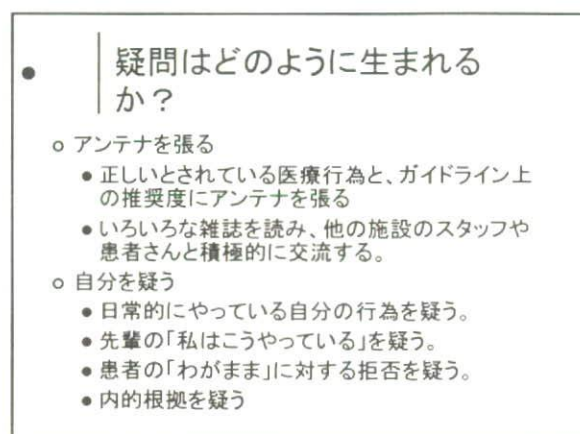 疑問はどのように生まれる
か？
アンテナを張る
正しいとされている医療行為と、ガイドライン上
の推奨度にアンテナを張る
いろいろな雑誌を読み、他の施設のスタッフや
患者さんと積極的に交流する。
自分を疑う
日常的にやっている自分の行為を疑う。
先輩の「私はこうやっている」を疑う。
患者の「わがまま」に対する拒否を疑う。
内的根拠を疑う